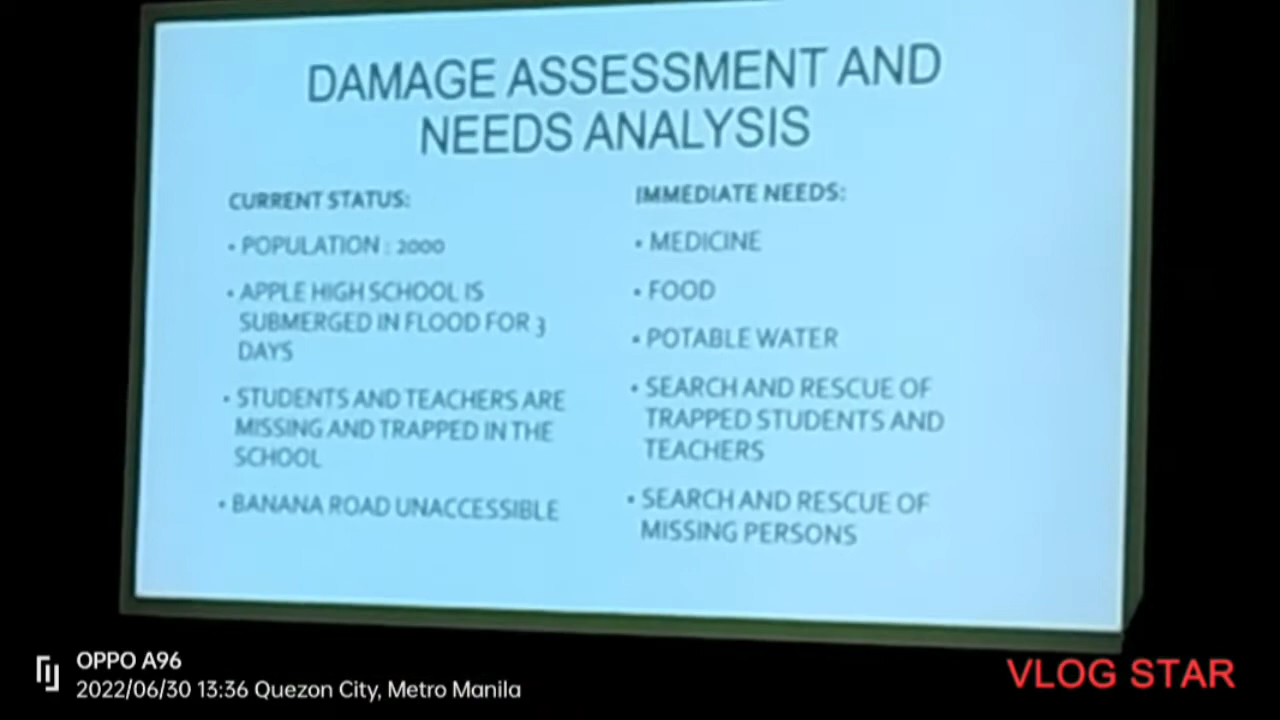 DAMAGE ASSESSMENT AND
NEEDS ANALYSIS
CURRENT STATUS:
• POPULATION : 2000
• APPLE HIGH SCHOOL IS
SUBMERGED IN FLOOD FOR 3
DAYS
• STUDENTS AND TEACHERS ARE
MISSING AND TRAPPED IN THE
SCHOOL
• BANANA ROAD UNACCESSIBLE
IMMEDIATE NEEDS:
• MEDICINE
• FOOD
• POTABLE WATER
• SEARCH AND RESCUE OF
TRAPPED STUDENTS AND
TEACHERS
• SEARCH AND RESCUE OF
MISSING PERSONS
OPPO A96
2022/06/30 13:36 Quezon City, Metro Manila
VLOG STAR